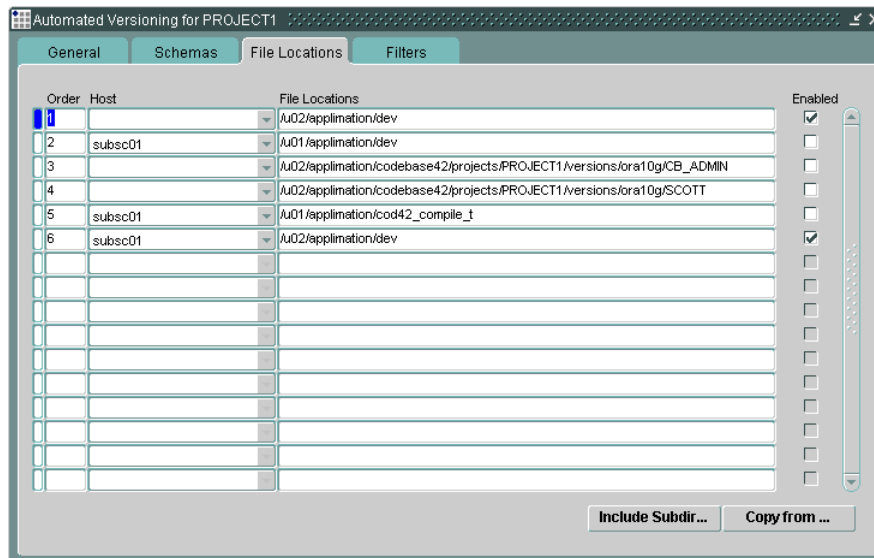 Automated Versioning for PROJECT1
General Schemas File Locations Filters
Order Host File Locations Enabled
1 /u02/applimation/dev
2 subsc01 /u01/applimation/dev
3 /u02/applimation/codebase42/projects/PROJECT1/versions/ora10g/CB_ADMIN
4 /u02/applimation/codebase42/projects/PROJECT1/versions/ora10g/SCOTT
5 subsc01 /u01/applimation/cod42_compile_t
6 subsc01 /u02/applimation/dev
Include Subdir... Copy from ...